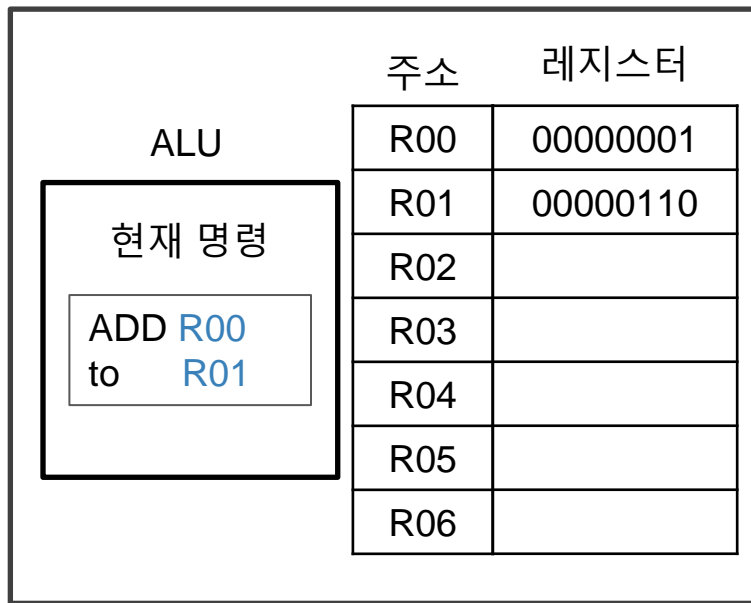 주소 레지스터
ALU
R00 00000001
R01 00000110
현재 명령
R02
ADD R00
to R01
R03
R04
R05
R06